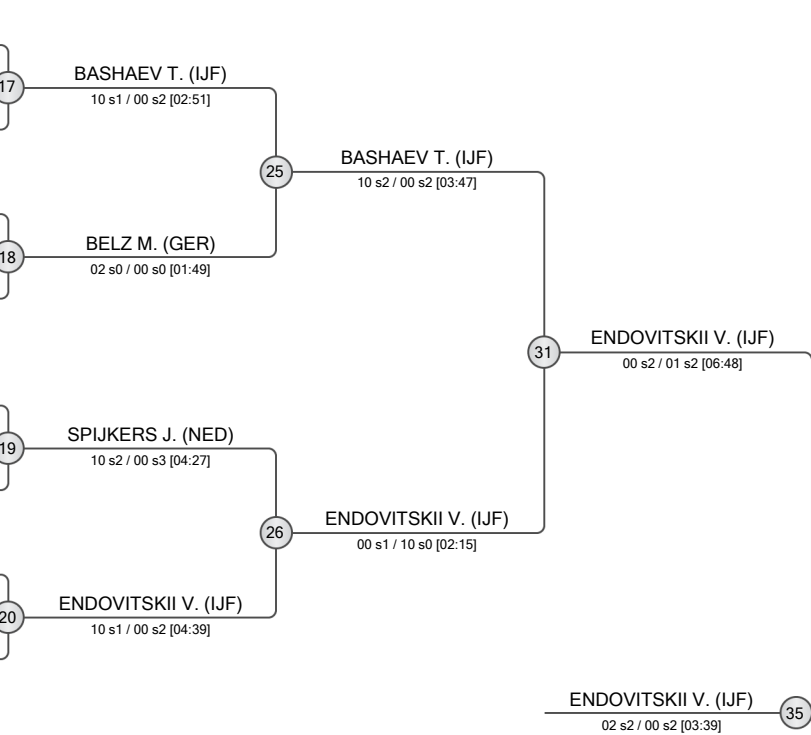 BASHAEV T. (IJF)
17
10 s1 / 00 s2 [02:51]
BASHAEV T. (IJF)
25
10 s2 / 00 s2 [03:47]
BELZ M. (GER)
18
02 s0 / 00 s0 [01:49]
ENDOVITSKII V. (IJF)
31
00 s2 / 01 s2 [06:48]
SPIJKERS J. (NED)
19
10 s2 / 00 s3 [04:27]
ENDOVITSKII V. (IJF)
26
00 s1 / 10 s0 [02:15]
ENDOVITSKII V. (IJF)
20
10 s1 / 00 s2 [04:39]
ENDOVITSKII V. (IJF)
35
02 s2 / 00 s2 [03:39]